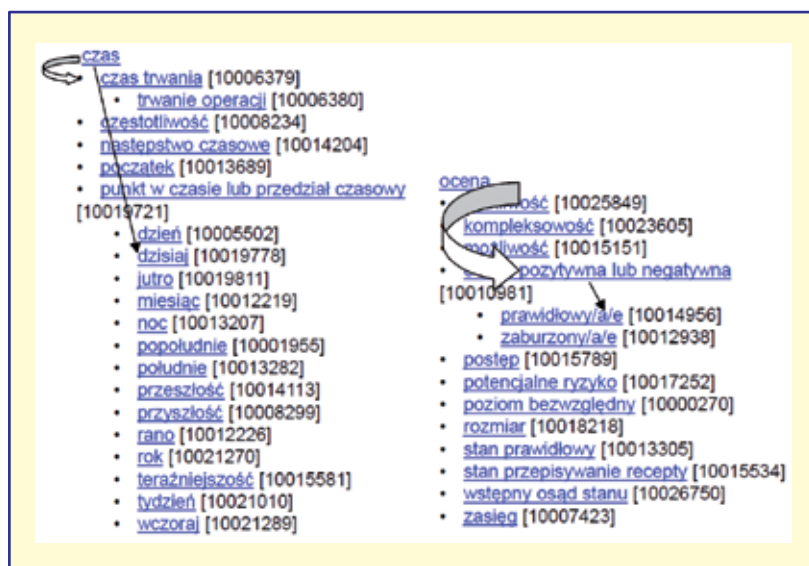 czas
• czas trwania [10006379]
• trwanie operacji [10006380]
• częstotliwość [10008234]
• następstwo czasowe [10014204]
• początek [10013689]
• punkt w czasie lub przedział czasowy
[10019721]
• dzień [10005502]
• dzisiaj [10019778]
• jutro [10019811]
• miesiąc [10012219]
• noc [10013207]
• popołudnie [10001955]
• południe [10013282]
• przeszłość [10014113]
• przyszłość [10008299]
• rano [10012226]
• rok [10021270]
• teraźniejszość [10015581]
• tydzień [10021010]
• wczoraj [10021289]
ocena
[10025849]
kompleksowość [10023605]
możliwość [10015151]
pozytywna lub negatywna
[10010981]
• prawidłowy/a/e [10014956]
• zaburzony/a/e [10012938]
• postęp [10015789]
• potencjalne ryzyko [10017252]
• poziom bezwzględny [10000270]
• rozmiar [10018218]
• stan prawidłowy [10013305]
• stan przepisywanie recepty [10015534]
• wstępny osąd stanu [10026750]
• zasięg [10007423]